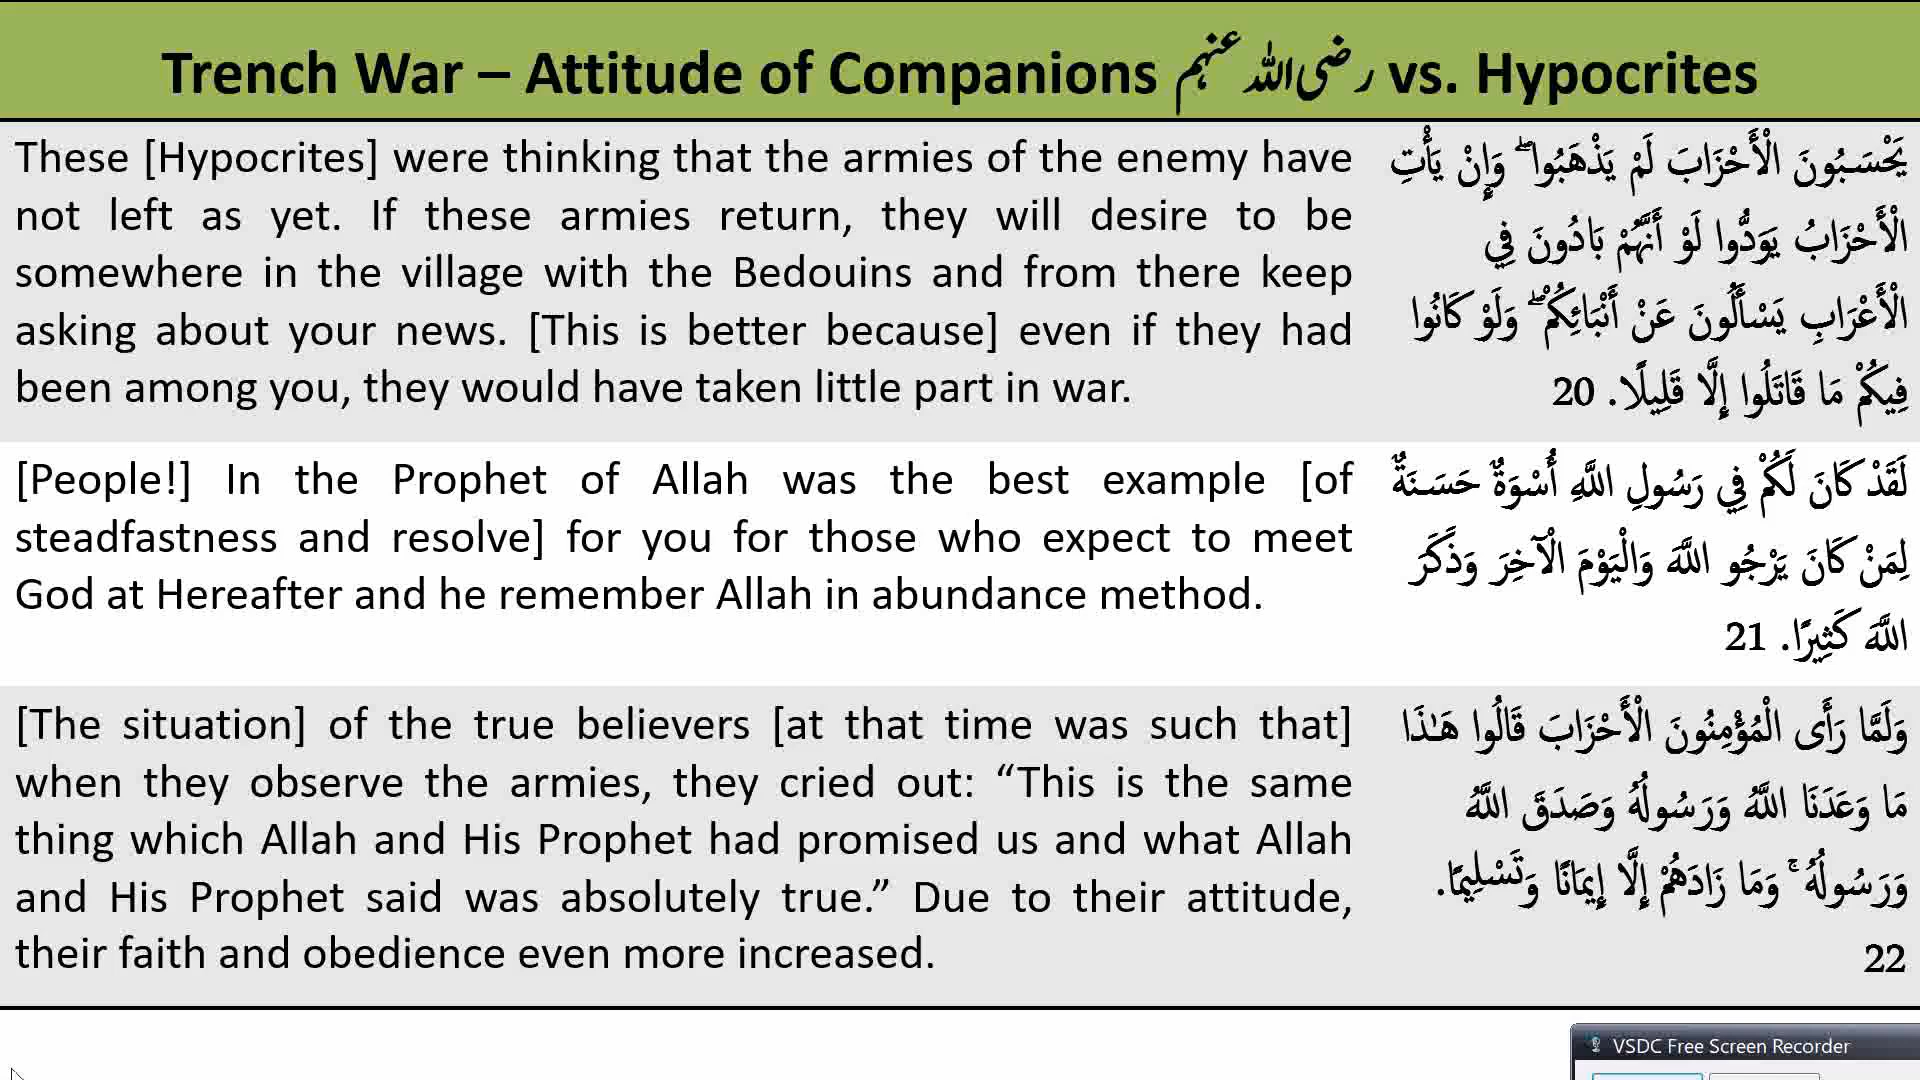 Trench War – Attitude of Companions رضی اللہ عنہم vs. Hypocrites
These [Hypocrites] were thinking that the armies of the enemy have
not left as yet. If these armies return, they will desire to be
somewhere in the village with the Bedouins and from there keep
asking about your news. [This is better because] even if they had
been among you, they would have taken little part in war.
يَحْسَبُونَ الْأَحْزَابَ لَمْ يَذْهَبُوا ۖ وَإِنْ يَأْتِ
الْأَحْزَابُ يَوَدُّوا لَوْ أَنَّهُمْ بَادُونَ فِي
الْأَعْرَابِ يَسْأَلُونَ عَنْ أَنْبَائِكُمْ ۖ وَلَوْ كَانُوا
فِيكُمْ مَا قَاتَلُوا إِلَّا قَلِيلًا. 20
[People!] In the Prophet of Allah was the best example [of
steadfastness and resolve] for you for those who expect to meet
God at Hereafter and he remember Allah in abundance method.
لَقَدْ كَانَ لَكُمْ فِي رَسُولِ اللَّهِ أُسْوَةٌ حَسَنَةٌ
لِمَنْ كَانَ يَرْجُو اللَّهَ وَالْيَوْمَ الْآخِرَ وَذَكَرَ
اللَّهَ كَثِيرًا. 21
[The situation] of the true believers [at that time was such that]
when they observe the armies, they cried out: “This is the same
thing which Allah and His Prophet had promised us and what Allah
and His Prophet said was absolutely true.” Due to their attitude,
their faith and obedience even more increased.
وَلَمَّا رَأَى الْمُؤْمِنُونَ الْأَحْزَابَ قَالُوا هَٰذَا
مَا وَعَدَنَا اللَّهُ وَرَسُولُهُ وَصَدَقَ اللَّهُ
وَرَسُولُهُ ۚ وَمَا زَادَهُمْ إِلَّا إِيمَانًا وَتَسْلِيمًا.
22
VSDC Free Screen Recorder